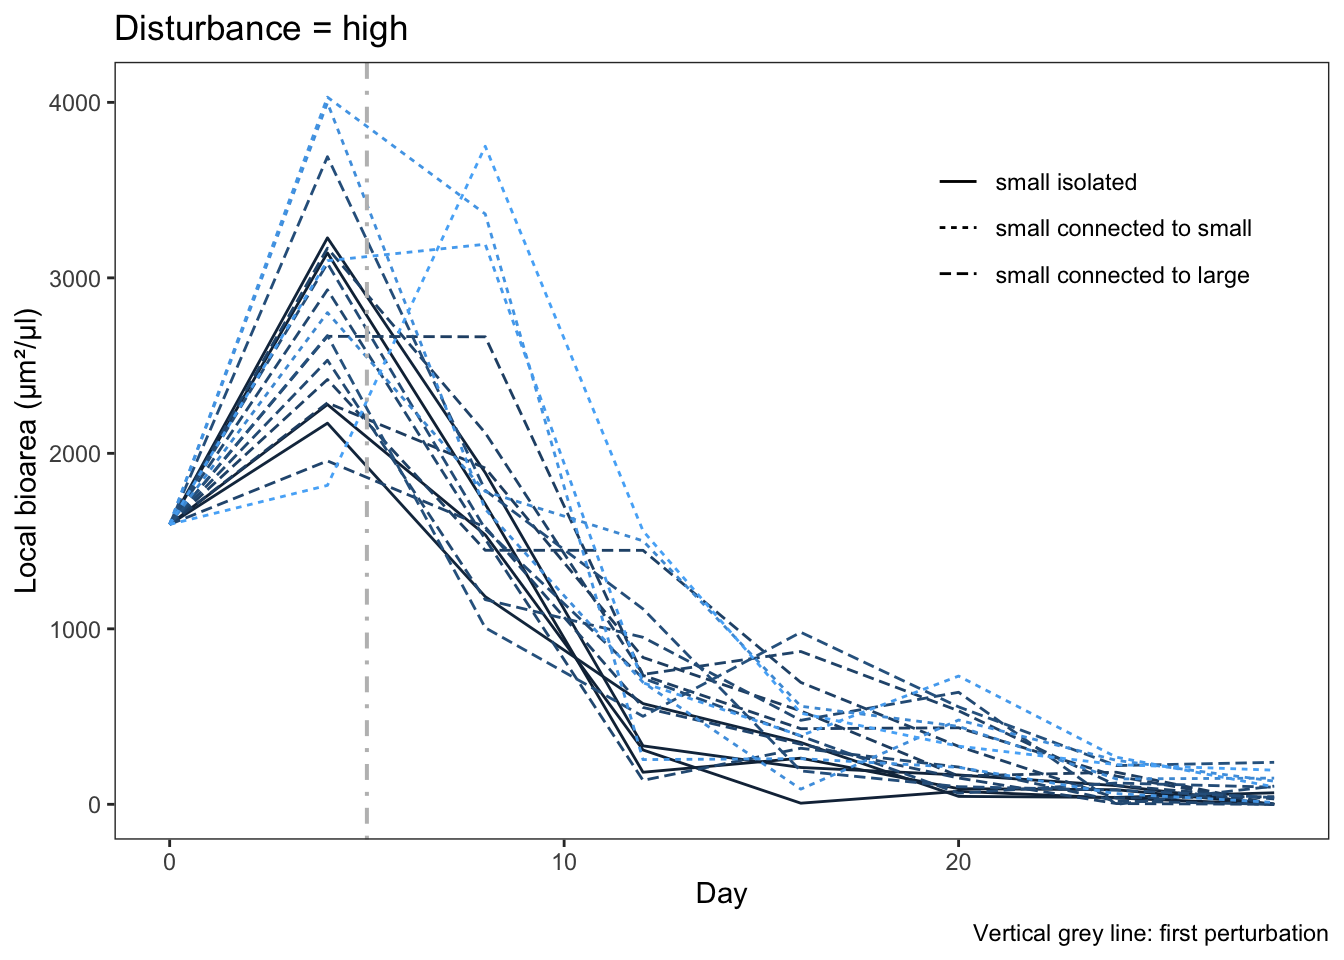 Disturbance = high
4000
3000
2000
1000
0
Local bioarea (µm²/µl)
small isolated
small connected to small
small connected to large
0
10
20
Day
Vertical grey line: first perturbation